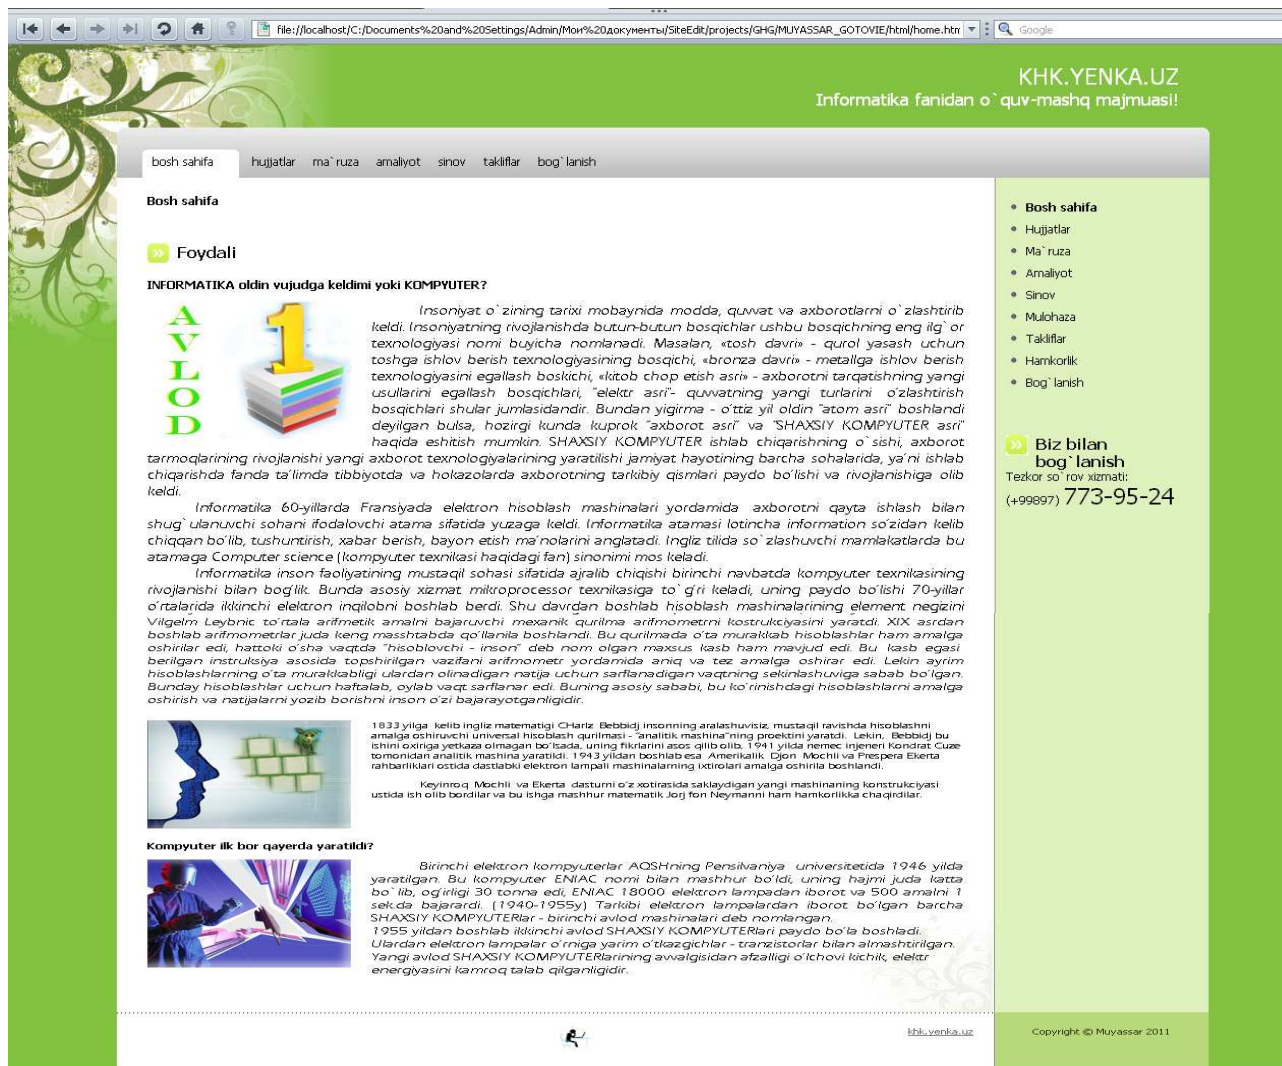 file://localhost/C:/Documents%20and%20Settings/Admin/Мои%20документы/SiteEdit/projects/GHG/MUYASSAR_GOTOVIE/html/home.htm
Google
KHK.YENKA.UZ
Informatika fanidan o`quv-mashq majmuasi!
bosh sahifa hujjatlar ma`ruza amaliyot sinov takliflar bog`lanish
Bosh sahifa
Foydali
INFORMATIKA oldin vujudga keldimi yoki KOMPYUTER?
A
V
L
O
D
1
Insoniyat o`zining tarixi mobaynida modda, quvvat va axborotlarni o`zlashtirib
keldi. Insoniyatning rivojlanishda butun-butun bosqichlar ushbu bosqichning eng ilg`or
texnologiyasi nomi buyicha nomlanadi. Masalan, «tosh davri» - qurol yasash uchun
toshga ishlov berish texnologiyasining bosqichi, «bronza davri» - metallga ishlov berish
texnologiyasini egallash boskichi, «kitob chop etish asri» - axborotni tarqatishning yangi
usullarini egallash bosqichlari, "elektr asri"- quvvatning yangi turlarini o'zlashtirish
bosqichlari shular jumlasidandir. Bundan yigirma - o'ttiz yil oldin "atom asri" boshlandi
deyilgan bulsa, hozirgi kunda kuprok "axborot asri" va "SHAXSIY KOMPYUTER asri"
haqida eshitish mumkin. SHAXSIY KOMPYUTER ishlab chiqarishning o`sishi, axborot
tarmoqlarining rivojlanishi yangi axborot texnologiyalarining yaratilishi jamiyat hayotining barcha sohalarida, ya'ni ishlab
chiqarishda fanda ta'limda tibbiyotda va hokazolarda axborotning tarkibiy qismlari paydo bo'lishi va rivojlanishiga olib
keldi.
Informatika 60-yillarda Fransiyada elektron hisoblash mashinalari yordamida axborotni qayta ishlash bilan
shug`ulanuvchi sohani ifodalovchi atama sifatida yuzaga keldi. Informatika atamasi lotincha information so'zidan kelib
chiqqan bo'lib, tushuntirish, xabar berish, bayon etish ma'nolarini anglatadi. Ingliz tilida so`zlashuvchi mamlakatlarda bu
atamaga Computer science (kompyuter texnikasi haqidagi fan) sinonimi mos keladi.
Informatika inson faoliyatining mustaqil sohasi sifatida ajralib chiqishi birinchi navbatda kompyuter texnikasining
rivojlanishi bilan bog'lik. Bunda asosiy xizmat mikroprocessor texnikasiga to`g'ri keladi, uning paydo bo'lishi 70-yillar
o'rtalarida ikkinchi elektron inqilobni boshlab berdi. Shu davrdan boshlab hisoblash mashinalarining element negizini
Vilgelm Leybnic to'rtala arifmetik amalni bajaruvchi mexanik qurilma arifmometrni kostrukciyasini yaratdi. XIX asrdan
boshlab arifmometrlar juda keng masshtabda qo'llanila boshlandi. Bu qurilmada o'ta murakkab hisoblashlar ham amalga
oshirilar edi, hattoki o'sha vaqtda "hisoblovchi - inson" deb nom olgan maxsus kasb ham mavjud edi. Bu kasb egasi
berilgan instruksiya asosida topshirilgan vazifani arifmometr yordamida aniq va tez amalga oshirar edi. Lekin ayrim
hisoblashlarning o'ta murakkabligi ulardan olinadigan natija uchun sarflanadigan vaqtning sekinlashuviga sabab bo'lgan.
Bunday hisoblashlar uchun haftalab, oylab vaqt sarflanar edi. Buning asosiy sababi, bu ko'rinishdagi hisoblashlarni amalga
oshirish va natijalarni yozib borishni inson o'zi bajarayotganligidir.
1833 yilga kelib ingliz matematigi CHarlz Bebbidj insonning aralashuvisiz, mustaqil ravishda hisoblashni
amalga oshiruvchi universal hisoblash qurilmasi - "analitik mashina"ning proektini yaratdi. Lekin, Bebbidj bu
ishini oxiriga yetkaza olmagan bo'lsada, uning fikrlarini asos qilib olib, 1941 yilda nemec injeneri Kondrat Cuze
tomonidan analitik mashina yaratildi. 1943 yildan boshlab esa Amerikalik Djon Mochli va Prespera Ekerta
rahbarliklari ostida dastlabki elektron lampali mashinalarning ixtirolari amalga oshirila boshlandi.
Keyinroq Mochli va Ekerta dasturni o'z xotirasida saklaydigan yangi mashinaning konstrukciyasi
ustida ish olib bordilar va bu ishga mashhur matematik Jorj fon Neymanni ham hamkorlikka chaqirdilar.
Kompyuter ilk bor qayerda yaratildi?
Birinchi elektron kompyuterlar AQSHning Pensilvaniya universitetida 1946 yilda
yaratilgan. Bu kompyuter ENIAC nomi bilan mashhur bo'ldi, uning hajmi juda katta
bo`lib, og'irligi 30 tonna edi, ENIAC 18000 elektron lampadan iborot va 500 amalni 1
sek.da bajarardi. (1940-1955y) Tarkibi elektron lampalardan iborot bo'lgan barcha
SHAXSIY KOMPYUTERlar - birinchi avlod mashinalari deb nomlangan.
1955 yildan boshlab ikkinchi avlod SHAXSIY KOMPYUTERlari paydo bo'la boshladi.
Ulardan elektron lampalar o'rniga yarim o'tkazgichlar - tranzistorlar bilan almashtirilgan.
Yangi avlod SHAXSIY KOMPYUTERlarining avvalgisidan afzalligi o'lchovi kichik, elektr
energiyasini kamroq talab qilganligidir.
Bosh sahifa
Hujjatlar
Ma`ruza
Amaliyot
Sinov
Mulohaza
Takliflar
Hamkorlik
Bog`lanish
Biz bilan
bog`lanish
Tezkor so`rov xizmati:
(+99897) 773-95-24
khk.yenka.uz
Copyright © Muyassar 2011